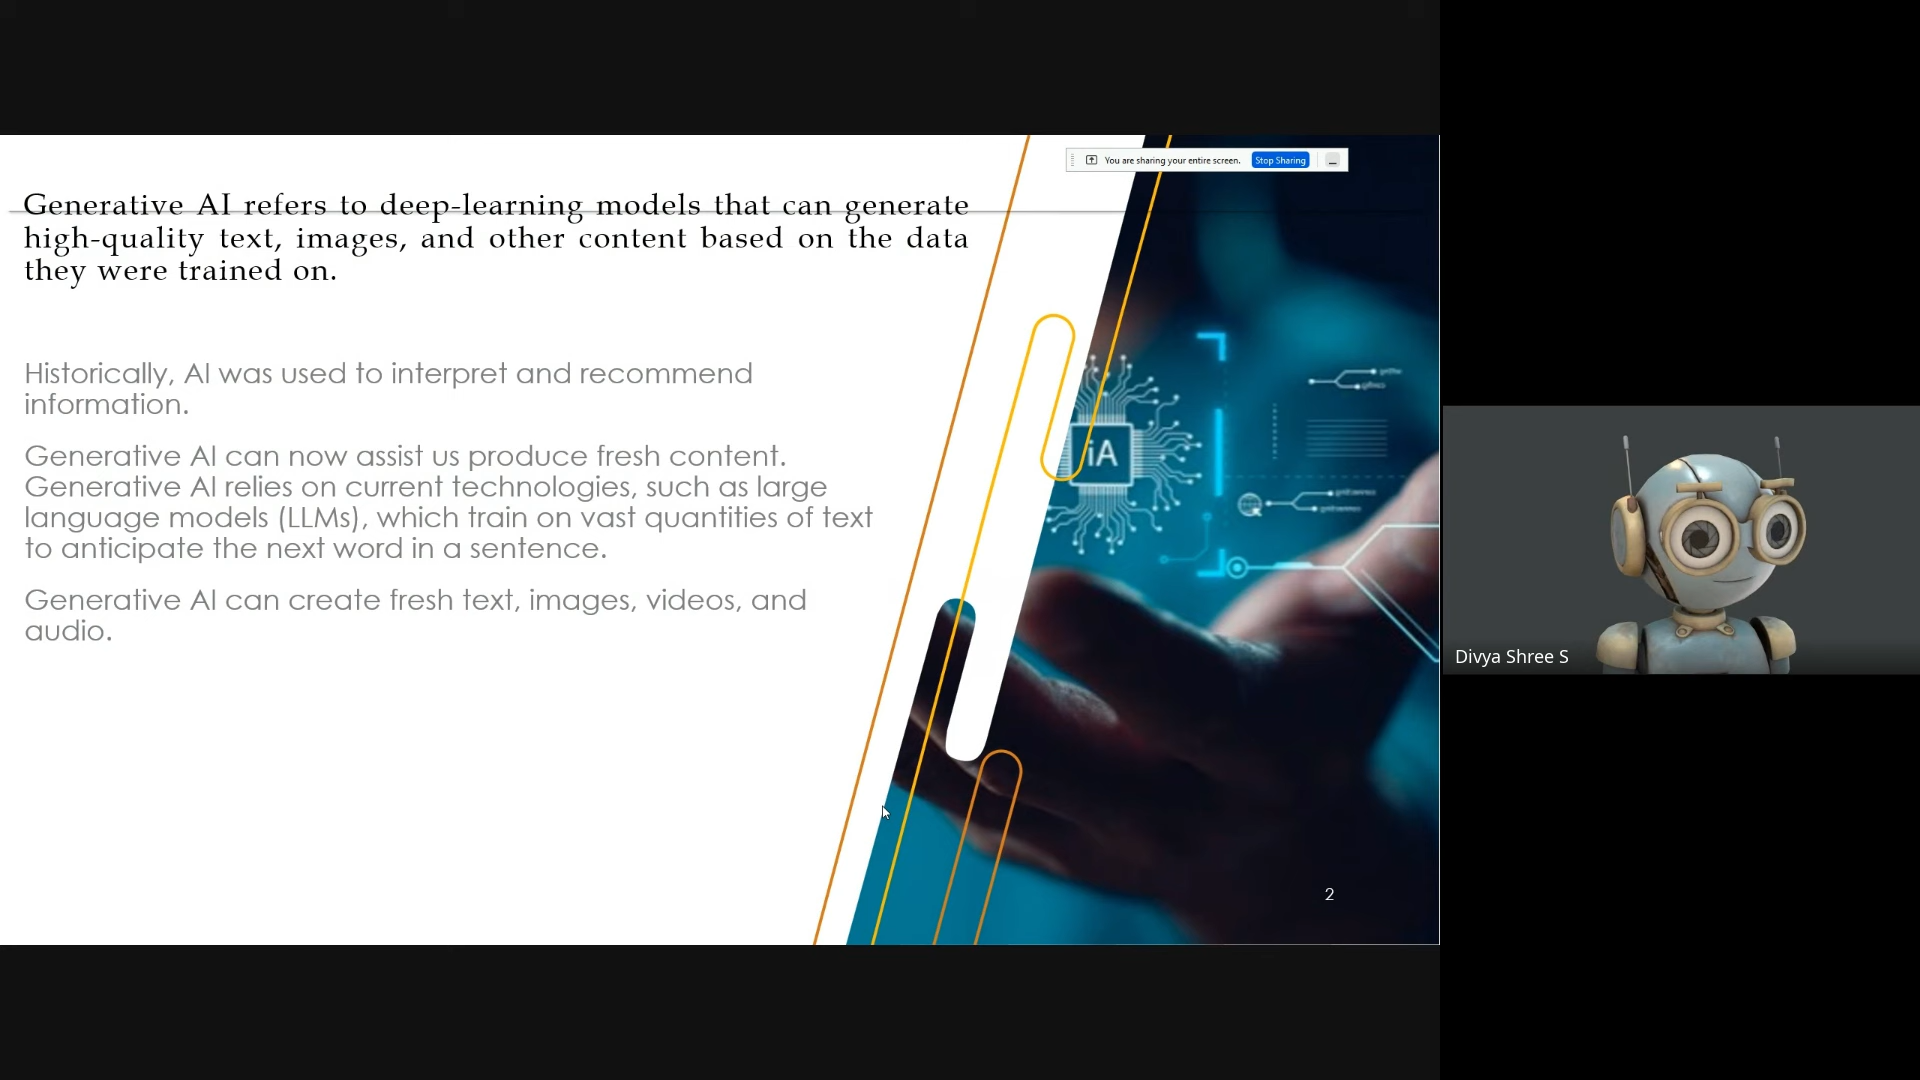 You are sharing your entire screen. Stop Sharing
Generative AI refers to deep-learning models that can generate
high-quality text, images, and other content based on the data
they were trained on.
Historically, AI was used to interpret and recommend
information.
Generative AI can now assist us produce fresh content.
Generative AI relies on current technologies, such as large
language models (LLMs), which train on vast quantities of text
to anticipate the next word in a sentence.
Generative AI can create fresh text, images, videos, and
audio.
iA
2
Divya Shree S